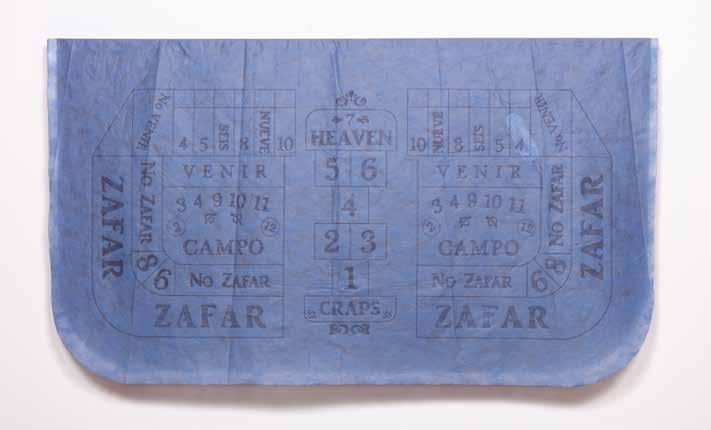 No VENIR
4 5 SEIS 8 NUEVE 10
VENIR
3 4 9 10 11
2 12
CAMPO
No ZAFAR
ZAFAR
8 6
No ZAFAR
ZAFAR
7
HEAVEN
5 6
4
2 3
1
CRAPS
10 NUEVE 8 SEIS 5 4
No VENIR
VENIR
3 4 9 10 11
2 12
CAMPO
No ZAFAR
ZAFAR
6 8
No ZAFAR
ZAFAR